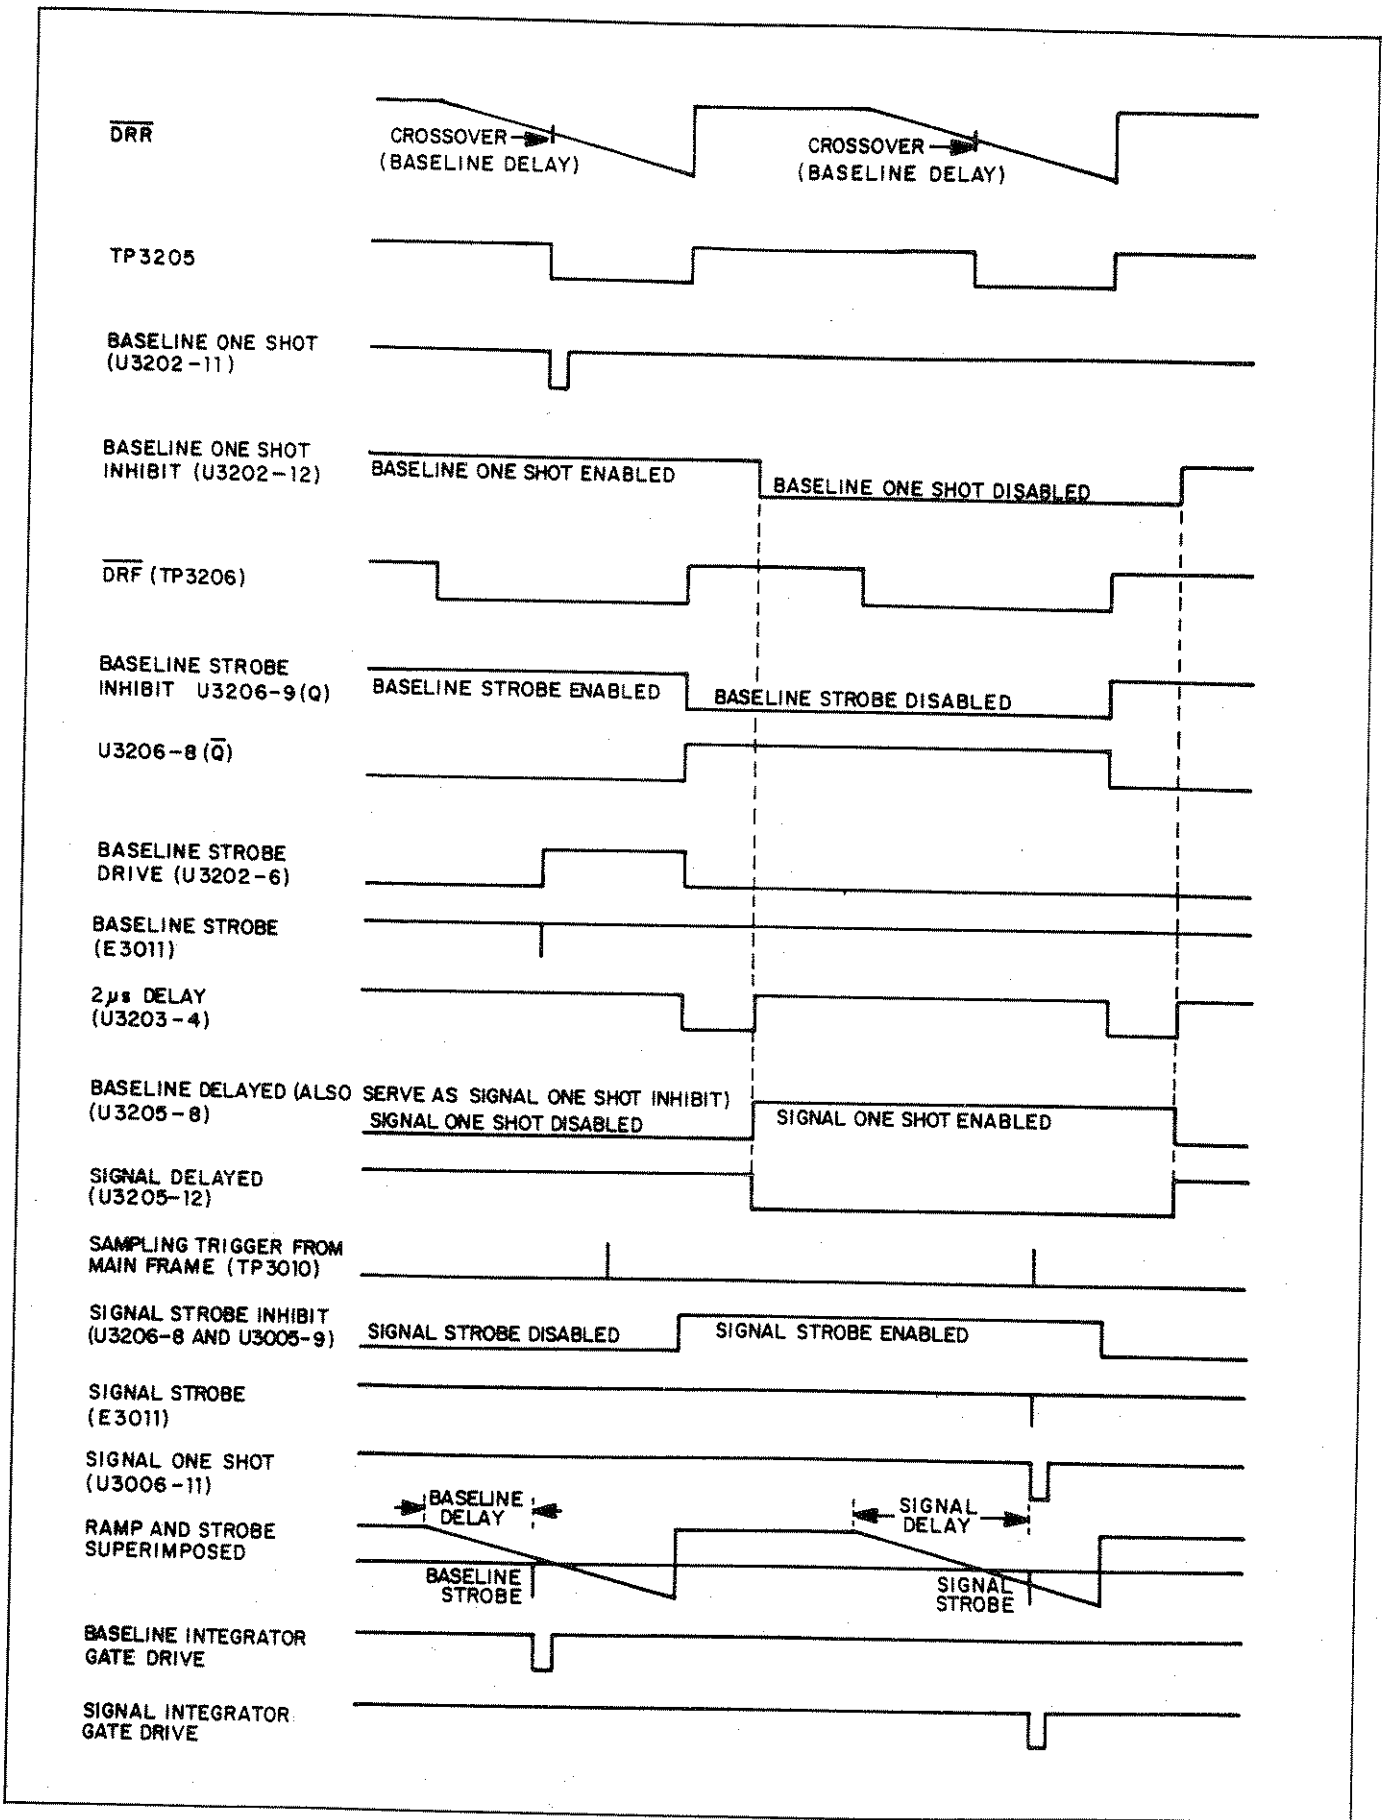 DRR
CROSSOVER
(BASELINE DELAY)
CROSSOVER
(BASELINE DELAY)
TP3205
BASELINE ONE SHOT
(U3202-11)
BASELINE ONE SHOT
INHIBIT (U3202-12)
BASELINE ONE SHOT ENABLED
BASELINE ONE SHOT DISABLED
DRF (TP3206)
BASELINE STROBE
INHIBIT U3206-9(Q)
BASELINE STROBE ENABLED
BASELINE STROBE DISABLED
U3206-8(Q̅)
BASELINE STROBE
DRIVE (U3202-6)
BASELINE STROBE
(E3011)
2µs DELAY
(U3203-4)
BASELINE DELAYED (ALSO SERVE AS SIGNAL ONE SHOT INHIBIT)
(U3205-8)
SIGNAL ONE SHOT DISABLED
SIGNAL ONE SHOT ENABLED
SIGNAL DELAYED
(U3205-12)
SAMPLING TRIGGER FROM
MAIN FRAME (TP3010)
SIGNAL STROBE INHIBIT
(U3206-8 AND U3005-9)
SIGNAL STROBE DISABLED
SIGNAL STROBE ENABLED
SIGNAL STROBE
(E3011)
SIGNAL ONE SHOT
(U3006-11)
BASELINE
DELAY
SIGNAL
DELAY
RAMP AND STROBE
SUPERIMPOSED
BASELINE
STROBE
SIGNAL
STROBE
BASELINE INTEGRATOR
GATE DRIVE
SIGNAL INTEGRATOR
GATE DRIVE